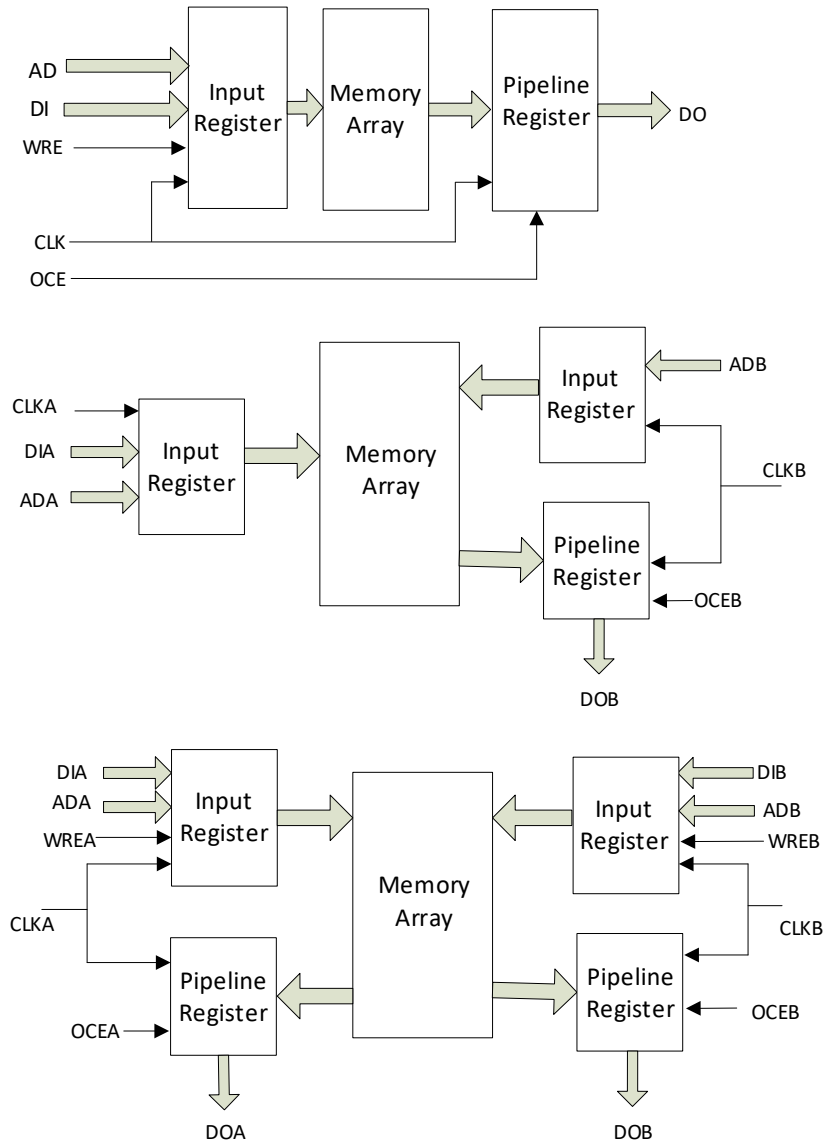 AD
DI
WRE
CLK
OCE
Input
Register
Memory
Array
Pipeline
Register
DO
CLKA
DIA
ADA
Input
Register
Memory
Array
Input
Register
ADB
CLKB
Pipeline
Register
OCEB
DOB
DIA
ADA
WREA
CLKA
OCEA
Input
Register
Pipeline
Register
DOA
Memory
Array
Input
Register
Pipeline
Register
DOB
DIB
ADB
WREB
CLKB
OCEB